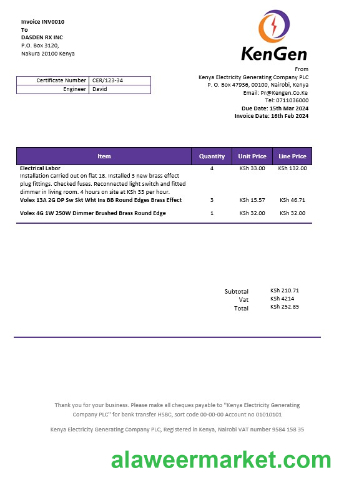 Invoice INV0010
To
DASDEN RX INC
P.O. Box 3120,
Nakura 20100 Kenya
KenGen
From
Kenya Electricity Generating Company PLC
P. O. Box 47936, 00100, Nairobi, Kenya
Email: Pr@Kengen.Co.Ke
Tel: 0711036000
Due Date: 15th Mar 2024
Invoice Date: 16th Feb 2024
Certificate Number CER/123-34
Engineer David
Item Quantity Unit Price Line Price
Electrical Labor 4 KSh 33.00 KSh 132.00
Installation carried out on flat 18. Installed 3 new brass effect
plug fittings. Checked fuses. Reconnected light switch and fitted
dimmer in living room. 4 hours on site at KSh 33 per hour.
Volex 13A 2G DP Sw Skt Wht Ins BB Round Edges Brass Effect 3 KSh 15.57 KSh 46.71
Volex 4G 1W 250W Dimmer Brushed Brass Round Edge 1 KSh 32.00 KSh 32.00
Subtotal KSh 210.71
Vat KSh 4214
Total KSh 252.85
Thank you for your business. Please make all cheques payable to "Kenya Electricity Generating
Company PLC" for bank transfer HSBC, sort code 00-00-00 Account no 01010101
Kenya Electricity Generating Company PLC, Registered in Kenya, Nairobi VAT number 9584 158 35
alaweermarket.com